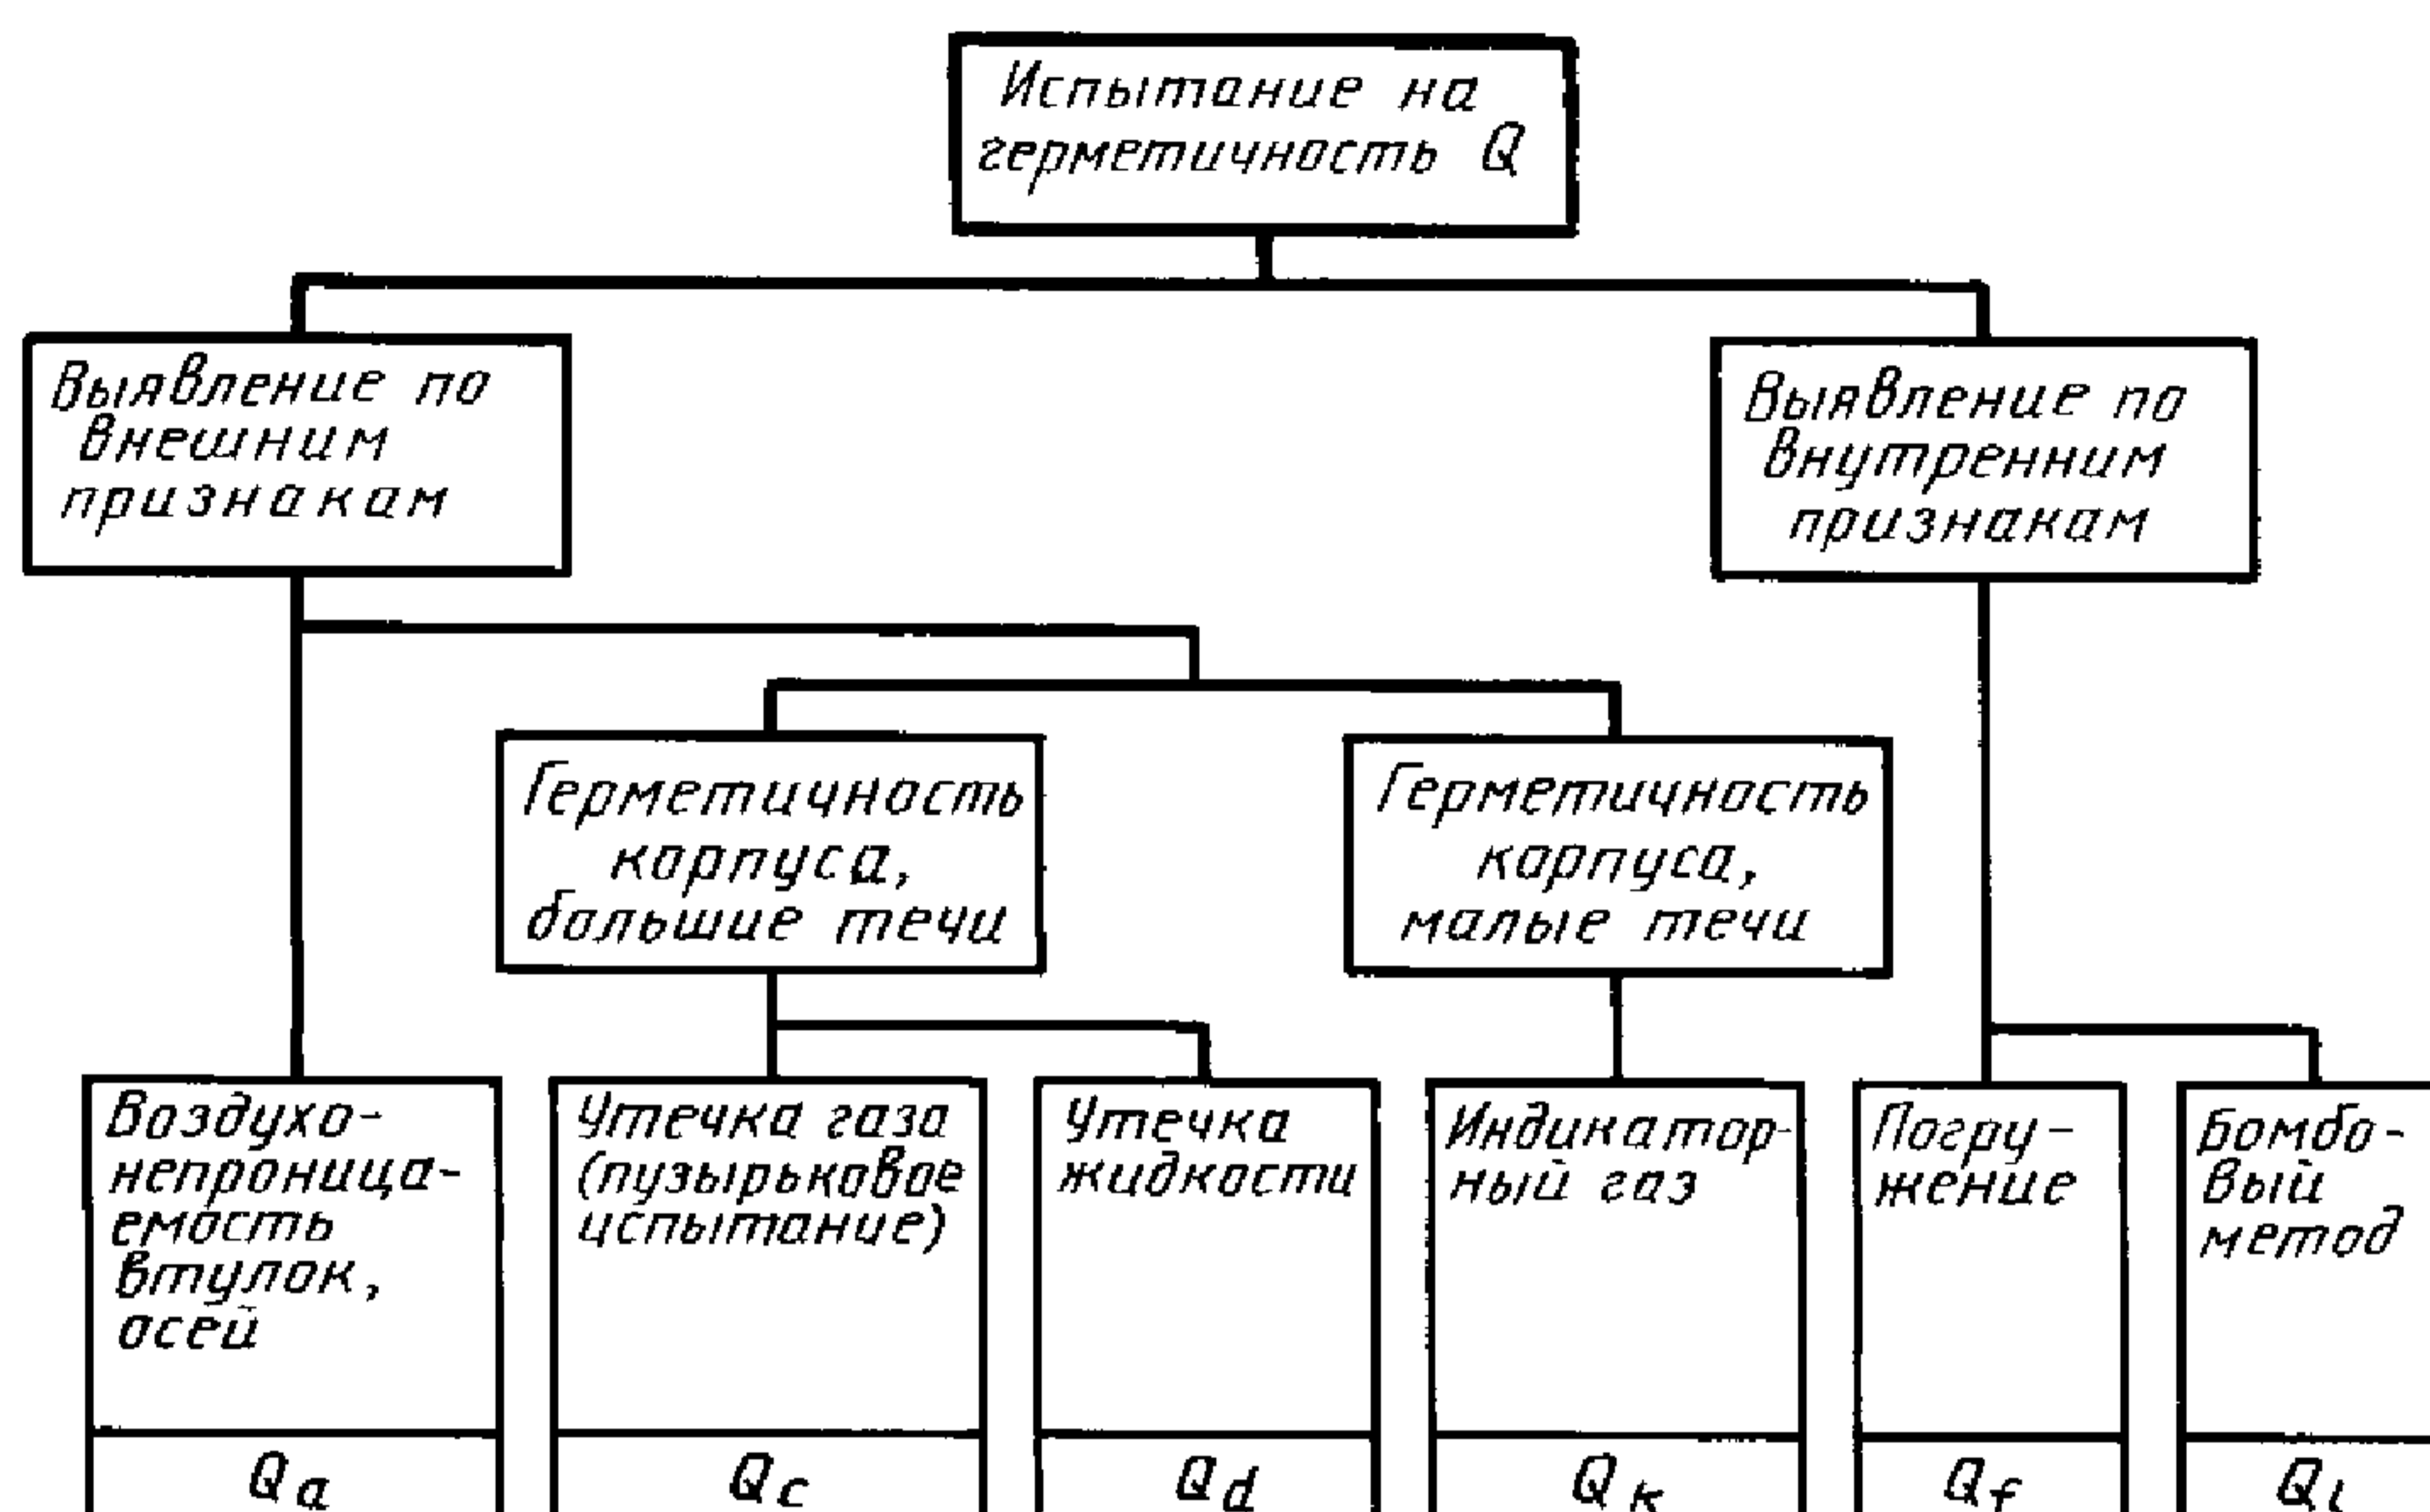 Испытание на
герметичность Q
Выявление по
внешним
признакам
Выявление по
внутренним
признакам
Герметичность
корпуса,
большие течи
Герметичность
корпуса,
малые течи
Воздухо-
непроница-
емость
втулок,
осей
Утечка газа
(пузырьковое
испытание)
Утечка
жидкости
Индикатор-
ный газ
Погру-
жение
Бомбо-
вый
метод
Qa
Qc
Qd
Qк
Qf
Ql